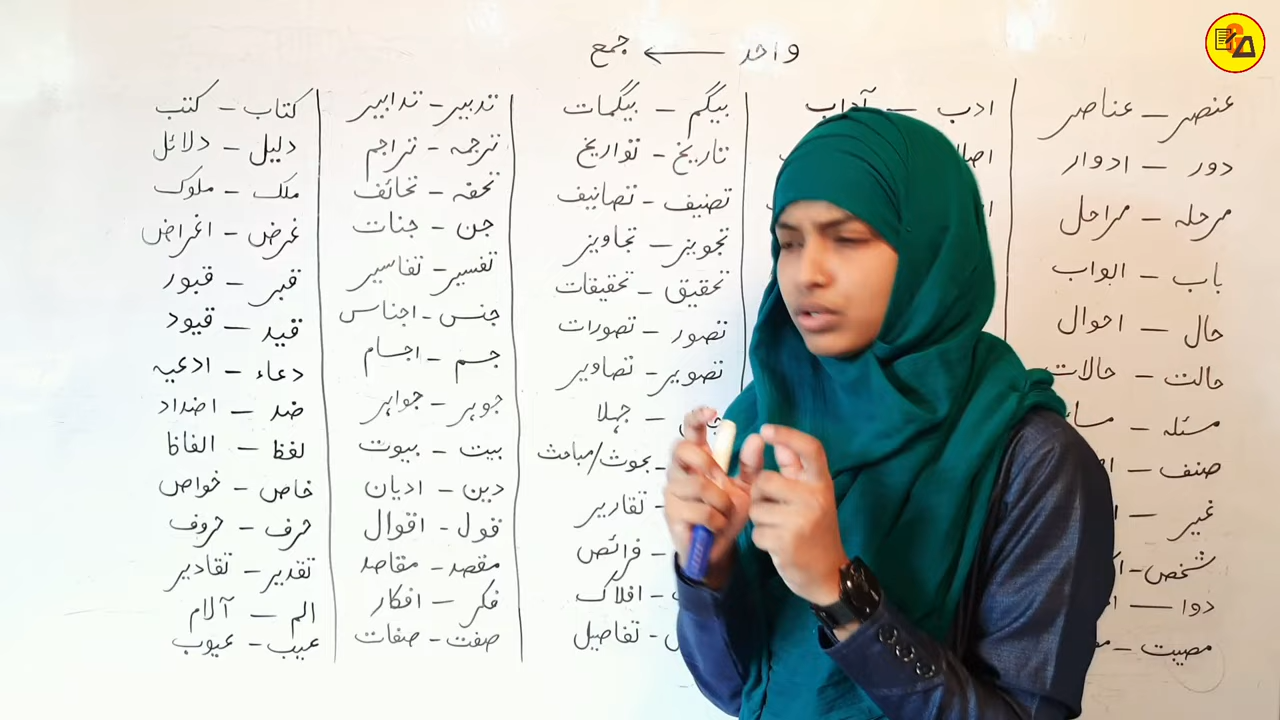 واحد ← جمع
عنصر – عناصر
دور – ادوار
مرحلہ – مراحل
باب – ابواب
حال – احوال
حالت – حالات
مسئلہ –
صنف –
غیر –
شخص –
دوا –
مصیبت –
ادب – آداب
بیگم – بیگمات
تاریخ – تواریخ
تصنیف – تصانیف
تجویز – تجاویز
تحقیق – تحقیقات
تصور – تصورات
تصویر – تصاویر
– جہلا
– بحوث/مباحث
– تقاریر
– فرائض
– افلاک
– تفاصیل
تدبیر – تدابیر
ترجمہ – تراجم
تحفہ – تحائف
جن – جنات
تفسیر – تفاسیر
جنس – اجناس
جسم – اجسام
جوہر – جواہر
بیت – بیوت
دین – ادیان
قول – اقوال
مقصد – مقاصد
فکر – افکار
صفت – صفات
کتاب – کتب
دلیل – دلائل
ملک – ملوک
غرض – اغراض
قبر – قبور
قید – قیود
دعاء – ادعیہ
ضد – اضداد
لفظ – الفاظ
خاص – خواص
حرف – حروف
تقدیر – تقادیر
الم – آلام
عیب – عیوب